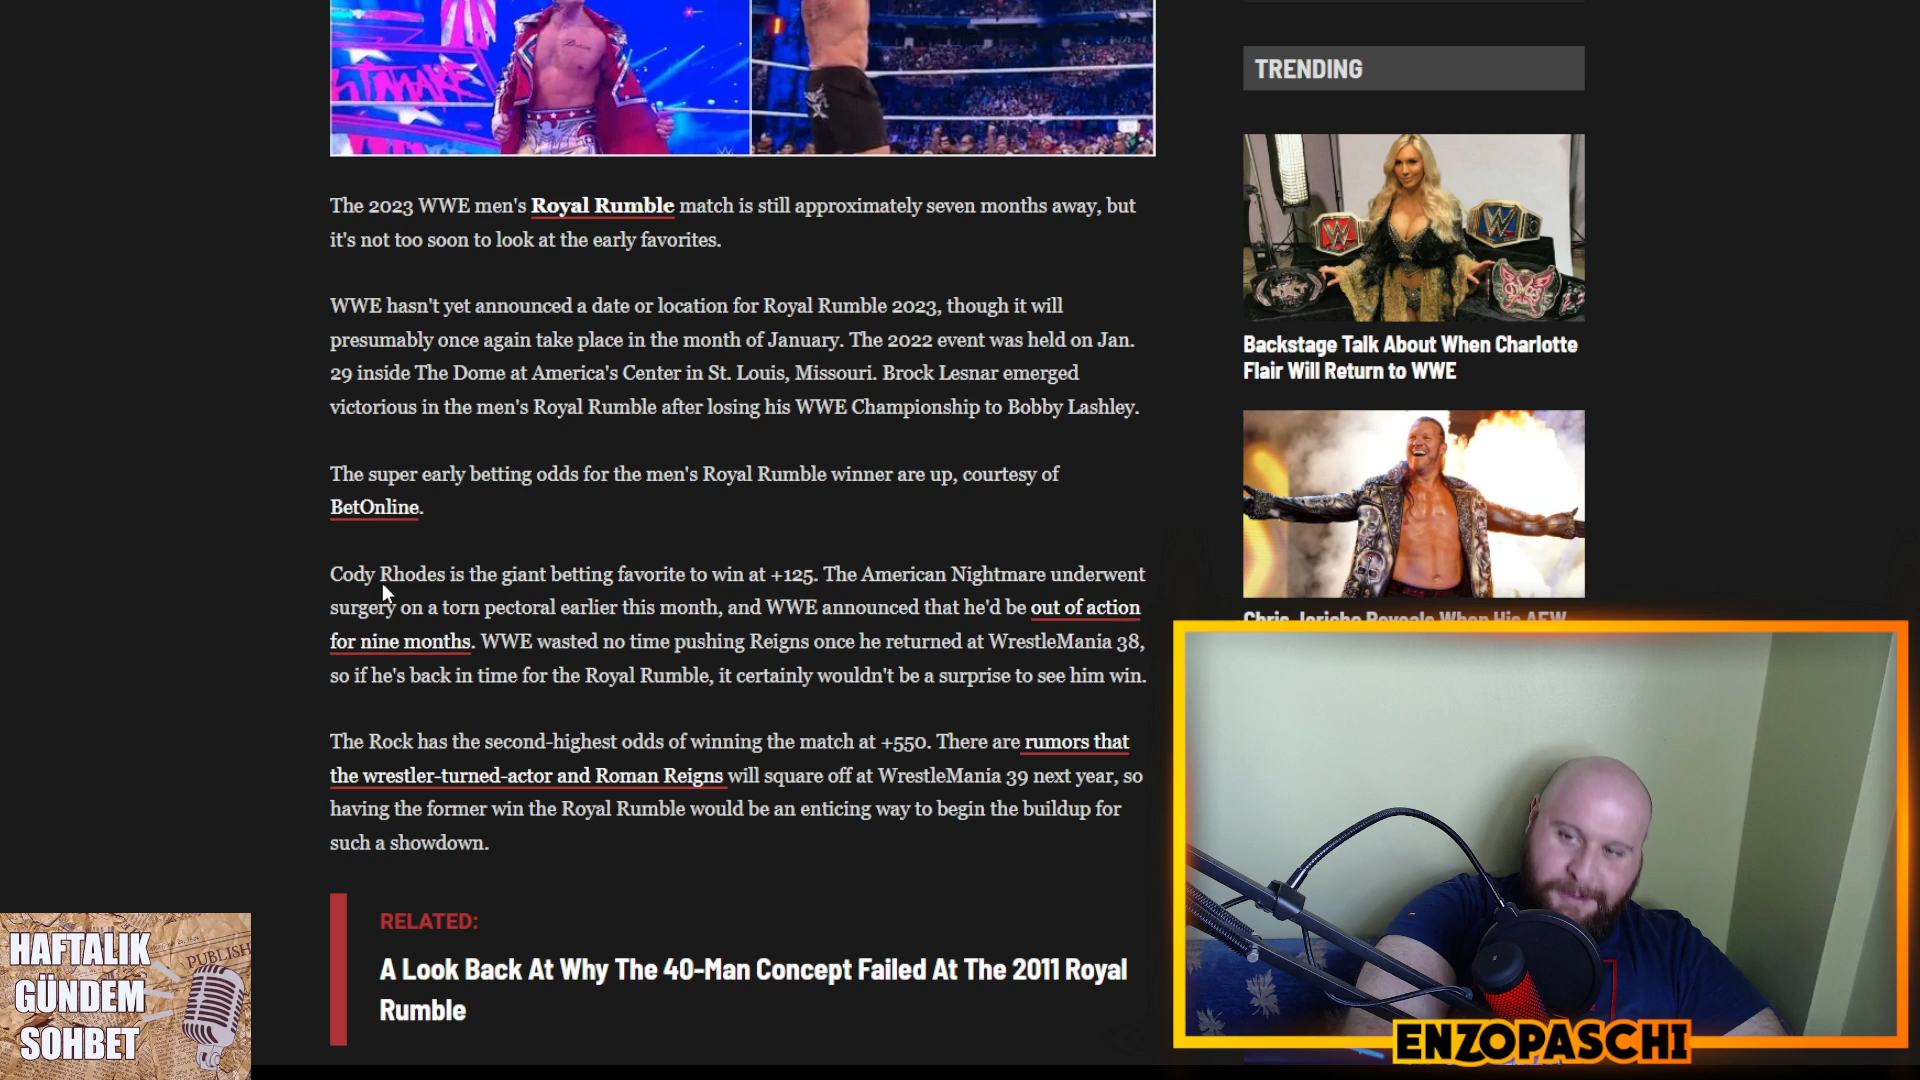 The 2023 WWE men's Royal Rumble match is still approximately seven months away, but
it's not too soon to look at the early favorites.
WWE hasn't yet announced a date or location for Royal Rumble 2023, though it will
presumably once again take place in the month of January. The 2022 event was held on Jan.
29 inside The Dome at America's Center in St. Louis, Missouri. Brock Lesnar emerged
victorious in the men's Royal Rumble after losing his WWE Championship to Bobby Lashley.
The super early betting odds for the men's Royal Rumble winner are up, courtesy of
BetOnline.
Cody Rhodes is the giant betting favorite to win at +125. The American Nightmare underwent
surgery on a torn pectoral earlier this month, and WWE announced that he'd be out of action
for nine months. WWE wasted no time pushing Reigns once he returned at WrestleMania 38,
so if he's back in time for the Royal Rumble, it certainly wouldn't be a surprise to see him win.
The Rock has the second-highest odds of winning the match at +550. There are rumors that
the wrestler-turned-actor and Roman Reigns will square off at WrestleMania 39 next year, so
having the former win the Royal Rumble would be an enticing way to begin the buildup for
such a showdown.
RELATED:
A Look Back At Why The 40-Man Concept Failed At The 2011 Royal
Rumble
TRENDING
Backstage Talk About When Charlotte
Flair Will Return to WWE
Chris Jericho Reveals When His AEW
HAFTALIK
GÜNDEM
SOHBET
PUBLISH
ENZOPASCHI